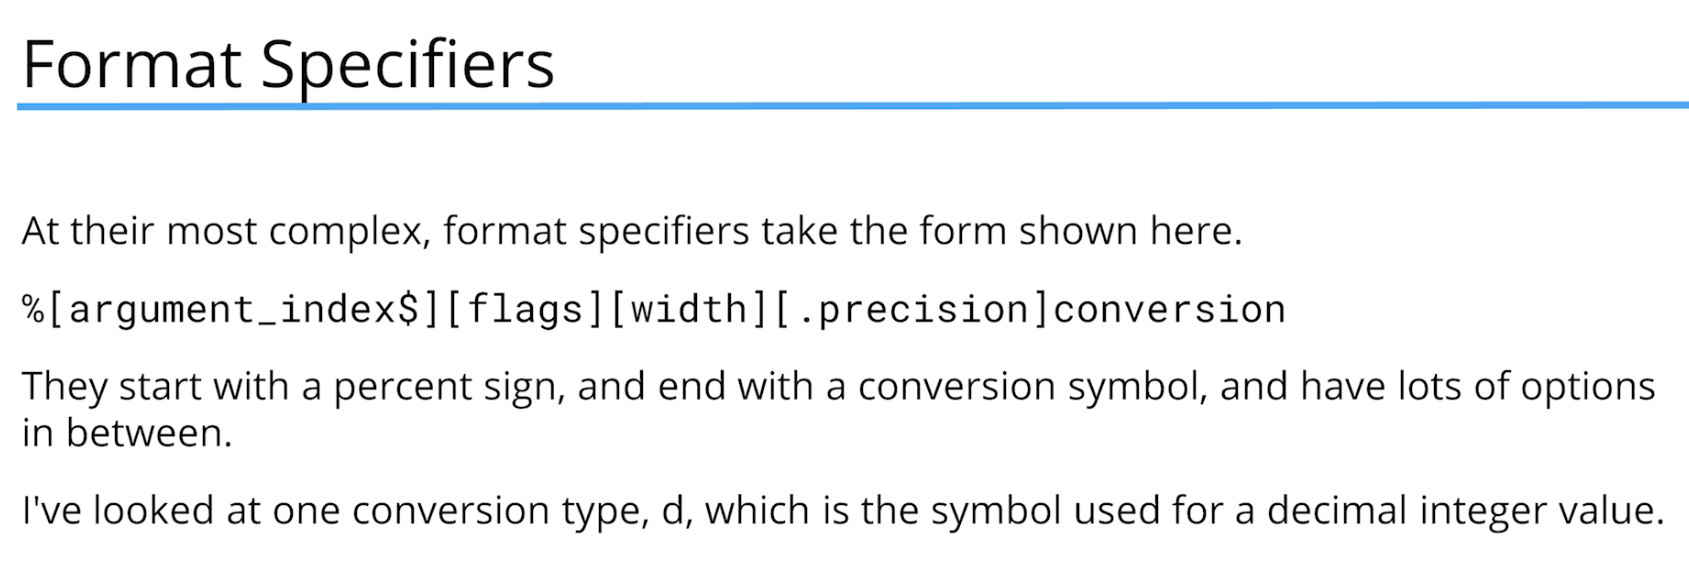 Format Specifiers
At their most complex, format specifiers take the form shown here.
%[argument_index$][flags][width][.precision]conversion
They start with a percent sign, and end with a conversion symbol, and have lots of options
in between.
I've looked at one conversion type, d, which is the symbol used for a decimal integer value.